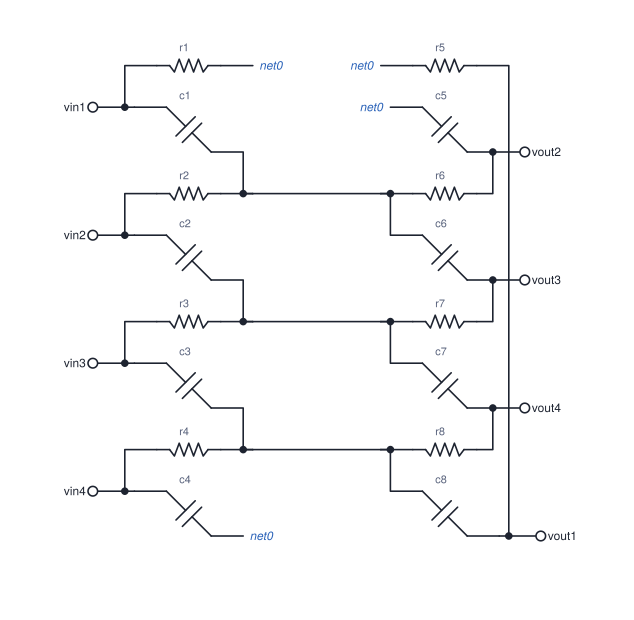 r1
r5
net0
net0
c1
c5
vin1
net0
vout2
r2
r6
c2
c6
vin2
vout3
r3
r7
c3
c7
vin3
vout4
r4
r8
c4
c8
vin4
net0
vout1